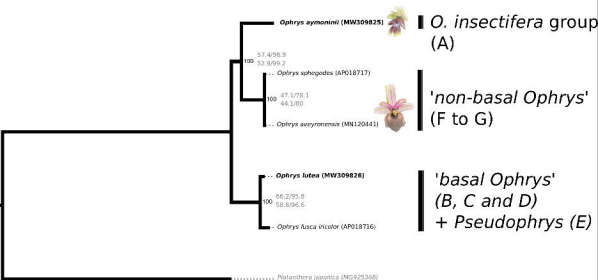 Ophrys aymoninii (MW309825)
O. insectifera group
(A)
57.4/98.9
100
52.9/99.2
Ophrys sphegodes (AP018717)
'non-basal Ophrys'
(F to G)
47.1/78.1
100
44.1/80
Ophrys aveyronensis (MN120441)
Ophrys lutea (MW309826)
'basal Ophrys'
(B, C and D)
+ Pseudophrys (E)
66.2/95.6
100
58.8/96.6
Ophrys fusca iricolor (AP018716)
Platanthera japonica (MG925368)